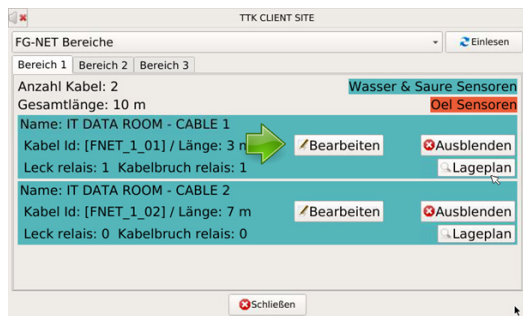 TTK CLIENT SITE
FG-NET Bereiche
Einlesen
Bereich 1 Bereich 2 Bereich 3
Anzahl Kabel: 2 Wasser & Saure Sensoren
Gesamtlänge: 10 m Oel Sensoren
Name: IT DATA ROOM - CABLE 1
Kabel Id: [FNET_1_01] / Länge: 3 Bearbeiten Ausblenden
Leck relais: 1 Kabelbruch relais: 1 Lageplan
Name: IT DATA ROOM - CABLE 2
Kabel Id: [FNET_1_02] / Länge: 7 m Bearbeiten Ausblenden
Leck relais: 0 Kabelbruch relais: 0 Lageplan
Schließen